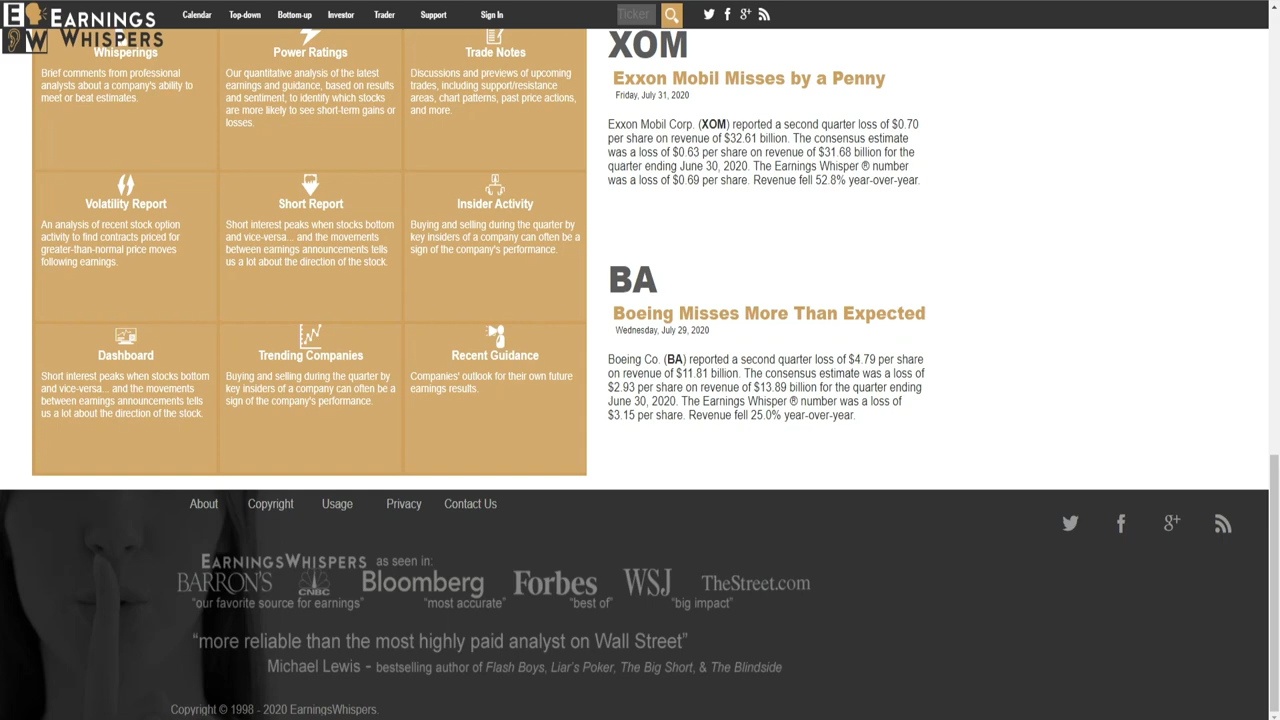 EARNINGS
WHISPERS
Calendar
Top-down
Bottom-up
Investor
Trader
Support
Sign In
Ticker
Whisperings
Brief comments from professional
analysts about a company's ability to
meet or beat estimates.
Power Ratings
Our quantitative analysis of the latest
earnings and guidance, based on results
and sentiment, to identify which stocks
are more likely to see short-term gains or
losses.
Trade Notes
Discussions and previews of upcoming
trades, including support/resistance
areas, chart patterns, past price actions,
and more.
Volatility Report
An analysis of recent stock option
activity to find contracts priced for
greater-than-normal price moves
following earnings.
Short Report
Short interest peaks when stocks bottom
and vice-versa... and the movements
between earnings announcements tells
us a lot about the direction of the stock.
Insider Activity
Buying and selling during the quarter by
key insiders of a company can often be a
sign of the company's performance.
Dashboard
Short interest peaks when stocks bottom
and vice-versa... and the movements
between earnings announcements tells
us a lot about the direction of the stock.
Trending Companies
Buying and selling during the quarter by
key insiders of a company can often be a
sign of the company's performance.
Recent Guidance
Companies' outlook for their own future
earnings results.
XOM
Exxon Mobil Misses by a Penny
Friday, July 31, 2020
Exxon Mobil Corp. (XOM) reported a second quarter loss of $0.70
per share on revenue of $32.61 billion. The consensus estimate
was a loss of $0.63 per share on revenue of $31.68 billion for the
quarter ending June 30, 2020. The Earnings Whisper ® number
was a loss of $0.69 per share. Revenue fell 52.8% year-over-year.
BA
Boeing Misses More Than Expected
Wednesday, July 29, 2020
Boeing Co. (BA) reported a second quarter loss of $4.79 per share
on revenue of $11.81 billion. The consensus estimate was a loss of
$2.93 per share on revenue of $13.89 billion for the quarter ending
June 30, 2020. The Earnings Whisper ® number was a loss of
$3.15 per share. Revenue fell 25.0% year-over-year.
About
Copyright
Usage
Privacy
Contact Us
EARNINGSWHISPERS as seen in:
BARRON'S CNBC Bloomberg Forbes WSJ TheStreet.com
"our favorite source for earnings" "most accurate" "best of" "big impact"
"more reliable than the most highly paid analyst on Wall Street"
Michael Lewis - bestselling author of Flash Boys, Liar's Poker, The Big Short, & The Blindside
Copyright © 1998 - 2020 EarningsWhispers.